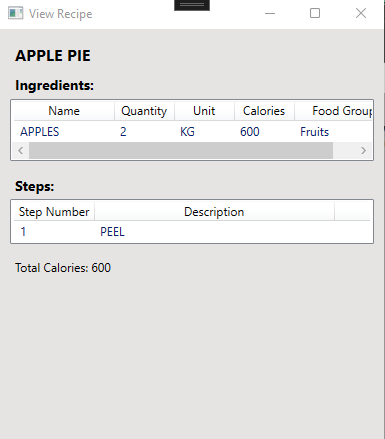 View Recipe
APPLE PIE
Ingredients:
Name Quantity Unit Calories Food Group
APPLES 2 KG 600 Fruits
Steps:
Step Number Description
1 PEEL
Total Calories: 600